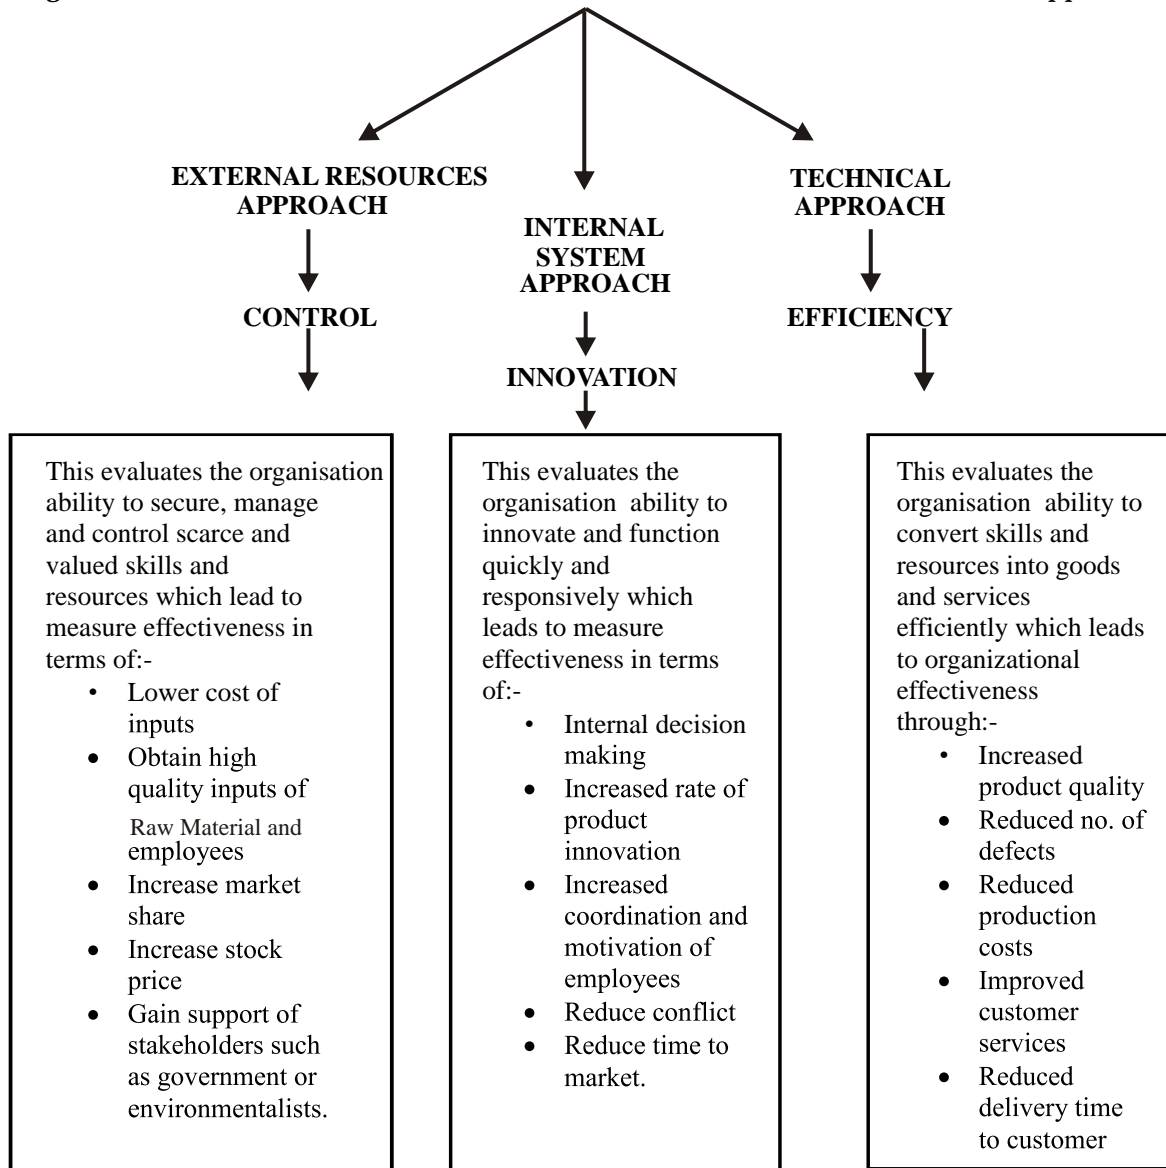 EXTERNAL RESOURCES
APPROACH
CONTROL
This evaluates the organisation
ability to secure, manage
and control scarce and
valued skills and
resources which lead to
measure effectiveness in
terms of:-
• Lower cost of
inputs
• Obtain high
quality inputs of
Raw Material and
employees
• Increase market
share
• Increase stock
price
• Gain support of
stakeholders such
as government or
environmentalists.
INTERNAL
SYSTEM
APPROACH
INNOVATION
This evaluates the
organisation ability to
innovate and function
quickly and
responsively which
leads to measure
effectiveness in terms
of:-
• Internal decision
making
• Increased rate of
product
innovation
• Increased
coordination and
motivation of
employees
• Reduce conflict
• Reduce time to
market.
TECHNICAL
APPROACH
EFFICIENCY
This evaluates the
organisation ability to
convert skills and
resources into goods
and services
efficiently which leads
to organizational
effectiveness
through:-
• Increased
product quality
• Reduced no. of
defects
• Reduced
production
costs
• Improved
customer
services
• Reduced
delivery time
to customer